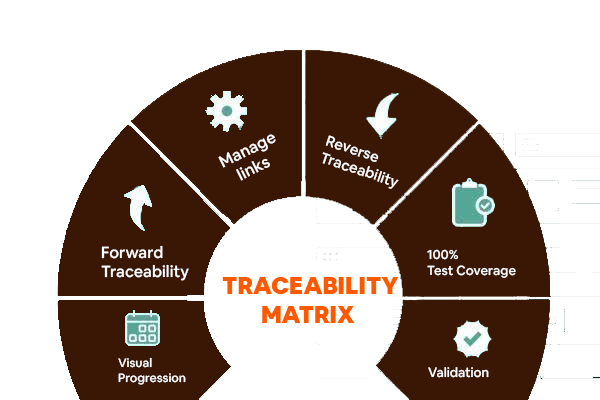 Manage
links
Reverse
Traceability
Forward
Traceability
100%
Test Coverage
TRACEABILITY
MATRIX
Visual
Progression
Validation